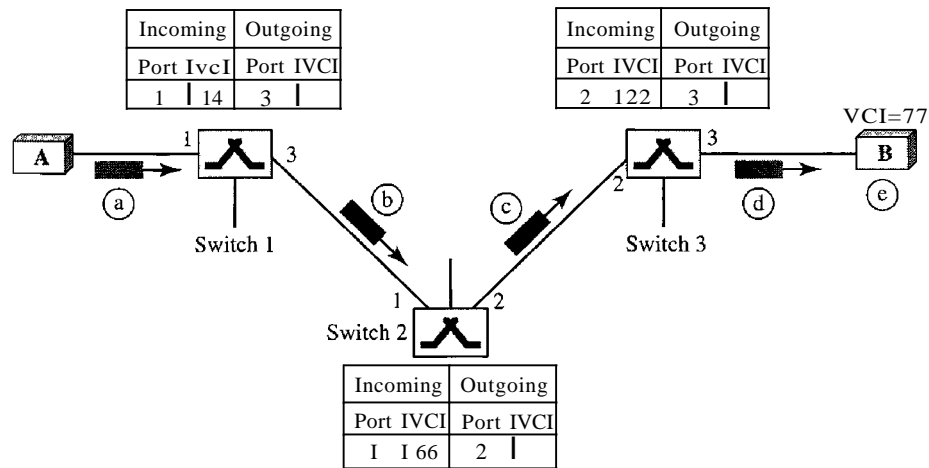 Incoming Outgoing
Port IvcI Port IVCI
1 | 14 3 |
Incoming Outgoing
Port IVCI Port IVCI
2 122 3 |
VCI=77
A
1
3
a
Switch 1
b
c
2
3
Switch 3
d
B
e
1
2
Switch 2
Incoming Outgoing
Port IVCI Port IVCI
I I 66 2 |